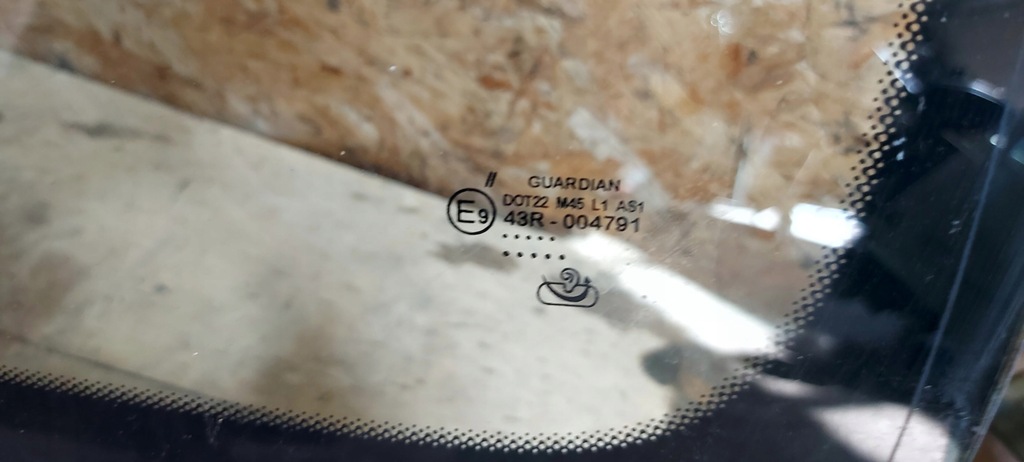 //
GUARDIAN
DOT22 M45 L1 AS1
E9 43R - 004791